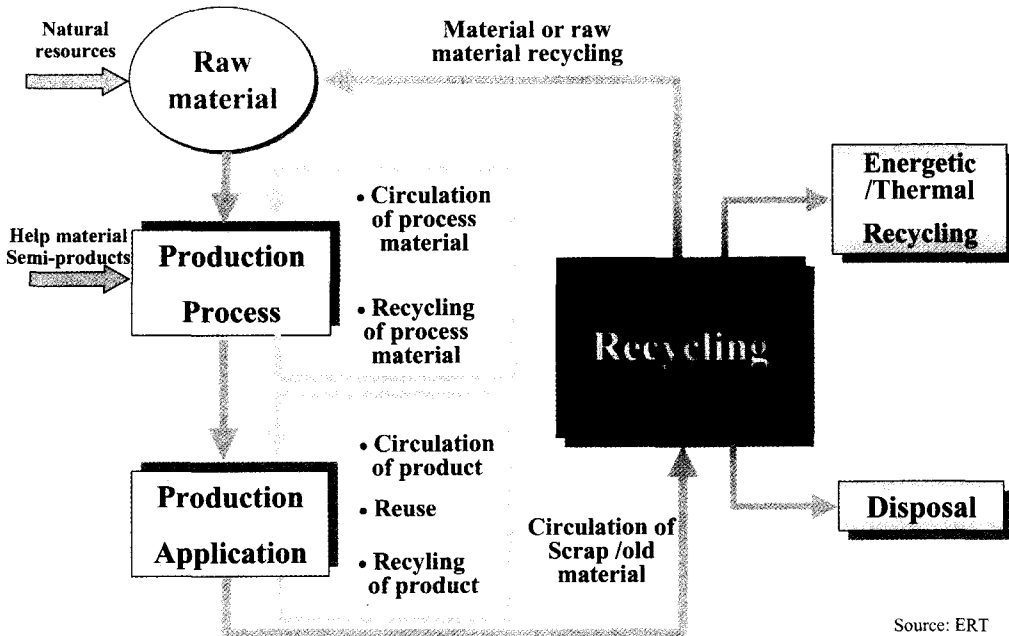 Natural
resources
Raw
material
Material or raw
material recycling
Energetic
/Thermal
Recycling
Help material
Semi-products
Production
Process
• Circulation
of process
material
• Recycling
of process
material
Recycling
Production
Application
• Circulation
of product
• Reuse
• Recyling
of product
Circulation of
Scrap /old
material
Disposal
Source: ERT